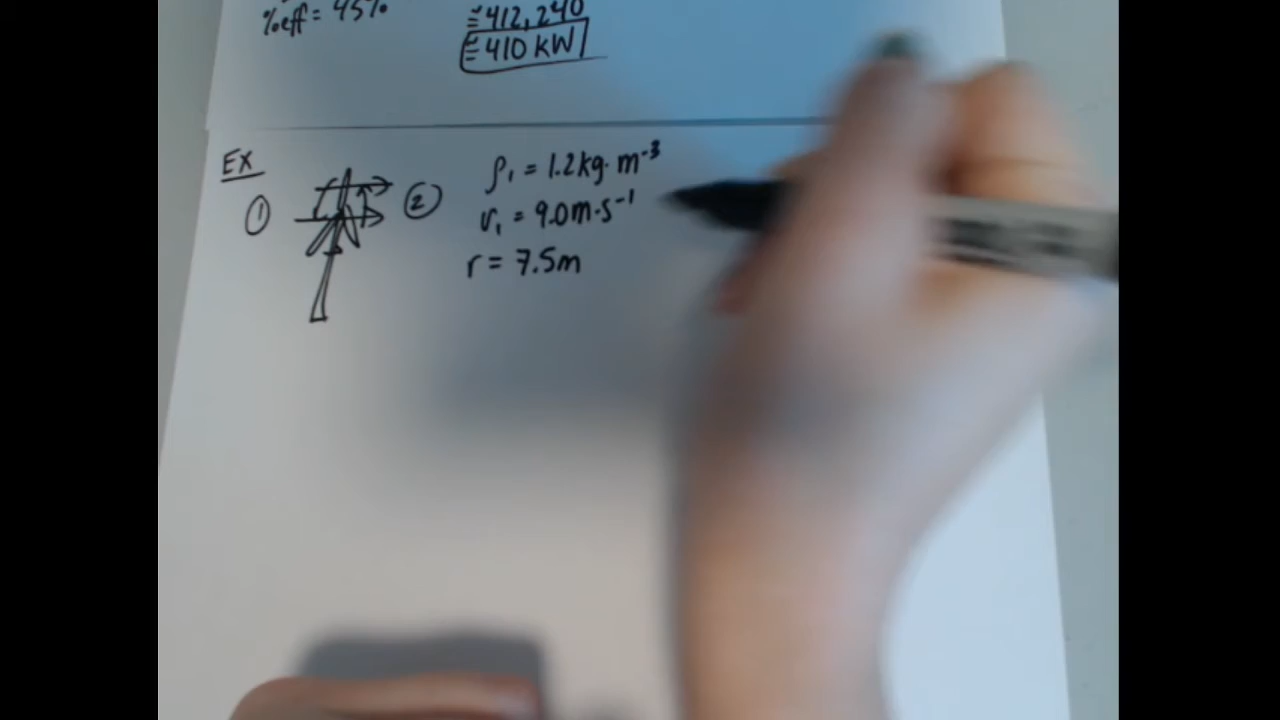 %eff = 45%
= 412,240
= 410 kW
EX
① ②
ρ₁ = 1.2 kg·m⁻³
v₁ = 9.0 m·s⁻¹
r = 7.5m